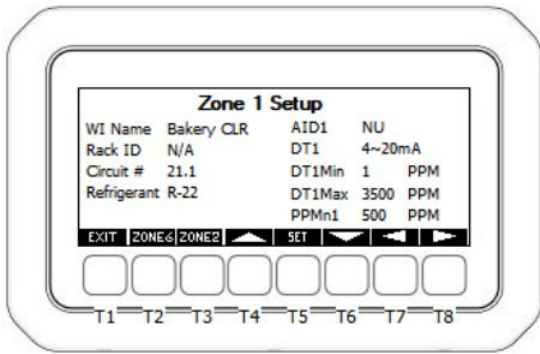 Zone 1 Setup
WI Name Bakery CLR AID1 NU
Rack ID N/A DT1 4~20mA
Circuit # 21.1 DT1Min 1 PPM
Refrigerant R-22 DT1Max 3500 PPM
PPMn1 500 PPM
EXIT ZONE6 ZONE2 SET
T1 T2 T3 T4 T5 T6 T7 T8